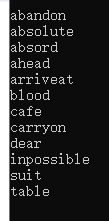 abandon
absolute
absord
ahead
arriveat
blood
cafe
carryon
dear
inpossible
suit
table